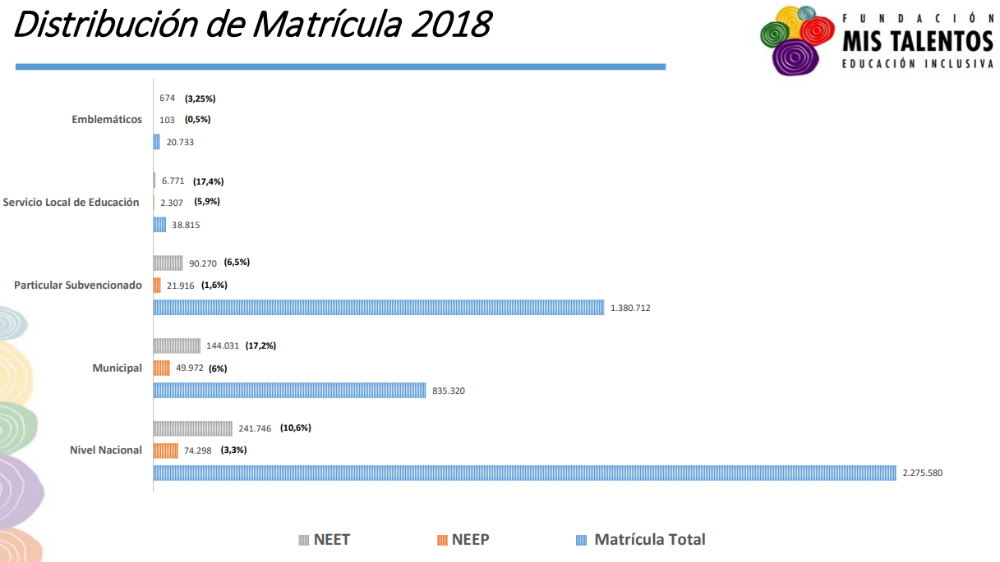 Distribución de Matrícula 2018
FUNDACIÓN
MIS TALENTOS
EDUCACIÓN INCLUSIVA
674 (3,25%)
Emblemáticos 103 (0,5%)
20.733
6.771 (17,4%)
Servicio Local de Educación 2.307 (5,9%)
38.815
90.270 (6,5%)
Particular Subvencionado 21.916 (1,6%)
1.380.712
144.031 (17,2%)
Municipal 49.972 (6%)
835.320
241.746 (10,6%)
Nivel Nacional 74.298 (3,3%)
2.275.580
NEET NEEP Matrícula Total